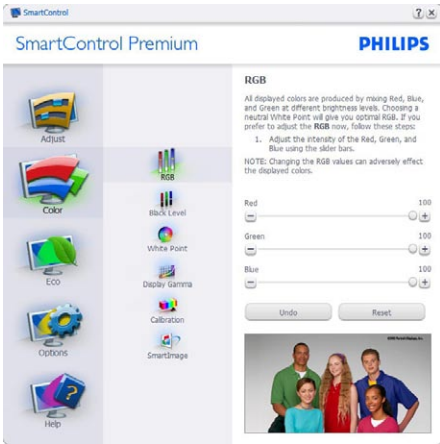 SmartControl
SmartControl Premium
PHILIPS
Adjust
Color
Eco
Options
Help
RGB
Black Level
White Point
Display Gamma
Calibration
SmartImage
RGB
All displayed colors are produced by mixing Red, Blue,
and Green at different brightness levels. Choosing a
neutral White Point will give you optimal RGB. If you
prefer to adjust the RGB now, follow these steps:
1. Adjust the intensity of the Red, Green, and
Blue using the slider bars.
NOTE: Changing the RGB values can adversely effect
the displayed colors.
Red 100
Green 100
Blue 100
Undo Reset